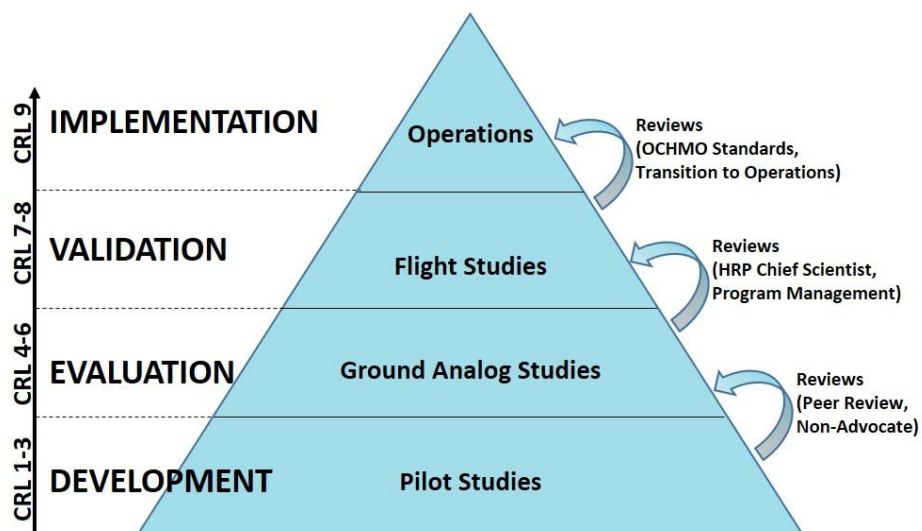 CRL 9
IMPLEMENTATION
Operations
Reviews
(OCHMO Standards,
Transition to Operations)
CRL 7-8
VALIDATION
Flight Studies
Reviews
(HRP Chief Scientist,
Program Management)
CRL 4-6
EVALUATION
Ground Analog Studies
Reviews
(Peer Review,
Non-Advocate)
CRL 1-3
DEVELOPMENT
Pilot Studies